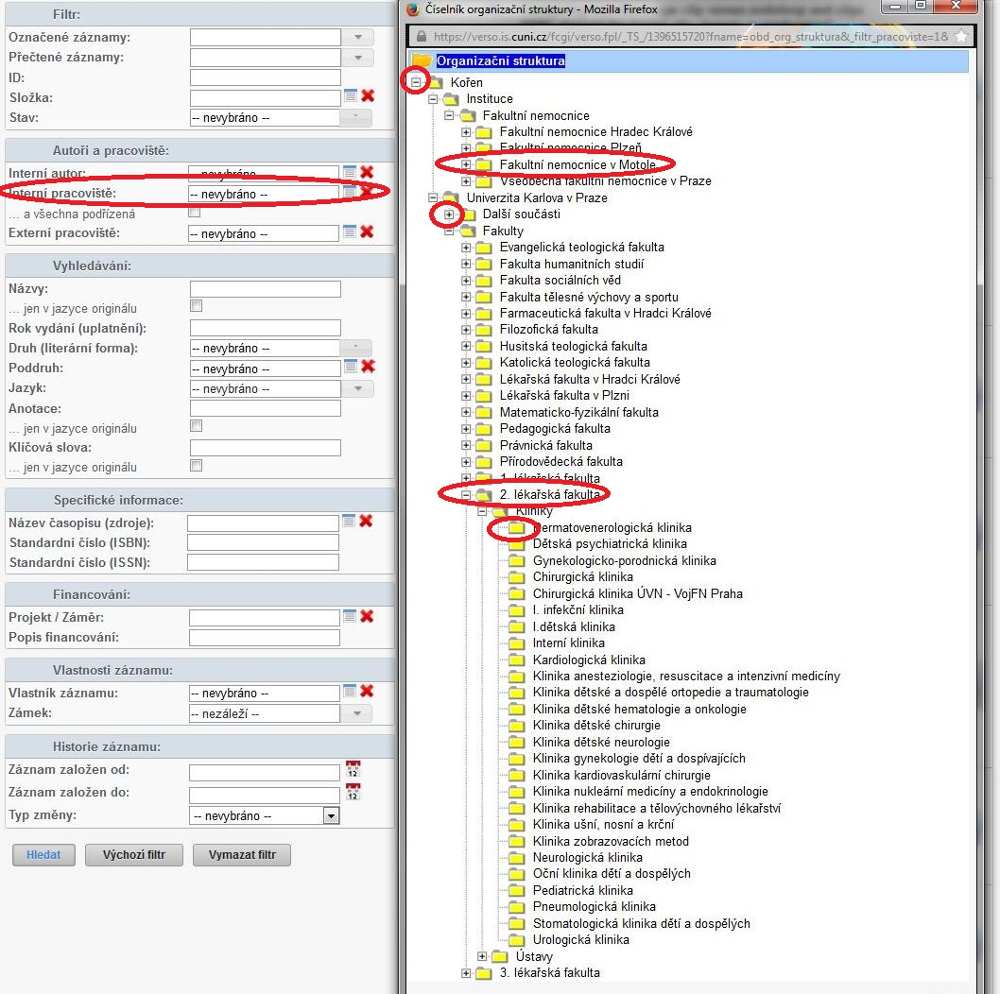 Filtr:
Označené záznamy:
Přečtené záznamy:
ID:
Složka:
Stav:
-- nevybráno --
Autoři a pracoviště:
Interní autor:
-- nevybráno --
Interní pracoviště:
-- nevybráno --
... a všechna podřízená
Externí pracoviště:
-- nevybráno --
Vyhledávání:
Názvy:
... jen v jazyce originálu
Rok vydání (uplatnění):
Druh (literární forma):
-- nevybráno --
Poddruh:
-- nevybráno --
Jazyk:
-- nevybráno --
Anotace:
... jen v jazyce originálu
Klíčová slova:
... jen v jazyce originálu
Specifické informace:
Název časopisu (zdroje):
Standardní číslo (ISBN):
Standardní číslo (ISSN):
Financování:
Projekt / Záměr:
Popis financování:
Vlastnosti záznamu:
Vlastník záznamu:
-- nevybráno --
Zámek:
-- nezáleží --
Historie záznamu:
Záznam založen od:
12
Záznam založen do:
12
Typ změny:
-- nevybráno --
Hledat
Výchozí filtr
Vymazat filtr
Číselník organizační struktury - Mozilla Firefox
https://verso.is.cuni.cz/fcgi/verso.fpl/_TS_/1396515720?fname=obd_org_struktura&_filtr_pracoviste=1&
Organizační struktura
Kořen
Instituce
Fakultní nemocnice
Fakultní nemocnice Hradec Králové
Fakultní nemocnice Plzeň
Fakultní nemocnice v Motole
Všeobecná fakultní nemocnice v Praze
Univerzita Karlova v Praze
Další součásti
Fakulty
Evangelická teologická fakulta
Fakulta humanitních studií
Fakulta sociálních věd
Fakulta tělesné výchovy a sportu
Farmaceutická fakulta v Hradci Králové
Filozofická fakulta
Husitská teologická fakulta
Katolická teologická fakulta
Lékařská fakulta v Hradci Králové
Lékařská fakulta v Plzni
Matematicko-fyzikální fakulta
Pedagogická fakulta
Právnická fakulta
Přírodovědecká fakulta
1. lékařská fakulta
2. lékařská fakulta
Kliniky
Dermatovenerologická klinika
Dětská psychiatrická klinika
Gynekologicko-porodnická klinika
Chirurgická klinika
Chirurgická klinika ÚVN - VojFN Praha
I. infekční klinika
I.dětská klinika
Interní klinika
Kardiologická klinika
Klinika anesteziologie, resuscitace a intenzivní medicíny
Klinika dětské a dospělé ortopedie a traumatologie
Klinika dětské hematologie a onkologie
Klinika dětské chirurgie
Klinika dětské neurologie
Klinika gynekologie dětí a dospívajících
Klinika kardiovaskulární chirurgie
Klinika nukleární medicíny a endokrinologie
Klinika rehabilitace a tělovýchovného lékařství
Klinika ušní, nosní a krční
Klinika zobrazovacích metod
Neurologická klinika
Oční klinika dětí a dospělých
Pediatrická klinika
Pneumologická klinika
Stomatologická klinika dětí a dospělých
Urologická klinika
Ústavy
3. lékařská fakulta